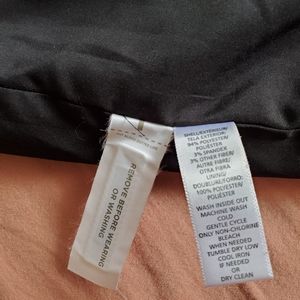 REMOVE BEFORE WEARING
OR WASHING
SHELL/EXTERIEUR/
TELA EXTERIOR:
94% POLYESTER/
POLIÉSTER
3% SPANDEX
3% OTHER FIBER/
AUTRE FIBRE/
OTRA FIBRA
LINING/
DOUBLURE/FORRO:
100% POLYESTER/
POLIÉSTER
WASH INSIDE OUT
MACHINE WASH
COLD
GENTLE CYCLE
ONLY NON-CHLORINE
BLEACH
WHEN NEEDED
TUMBLE DRY LOW
COOL IRON
IF NEEDED
OR
DRY CLEAN